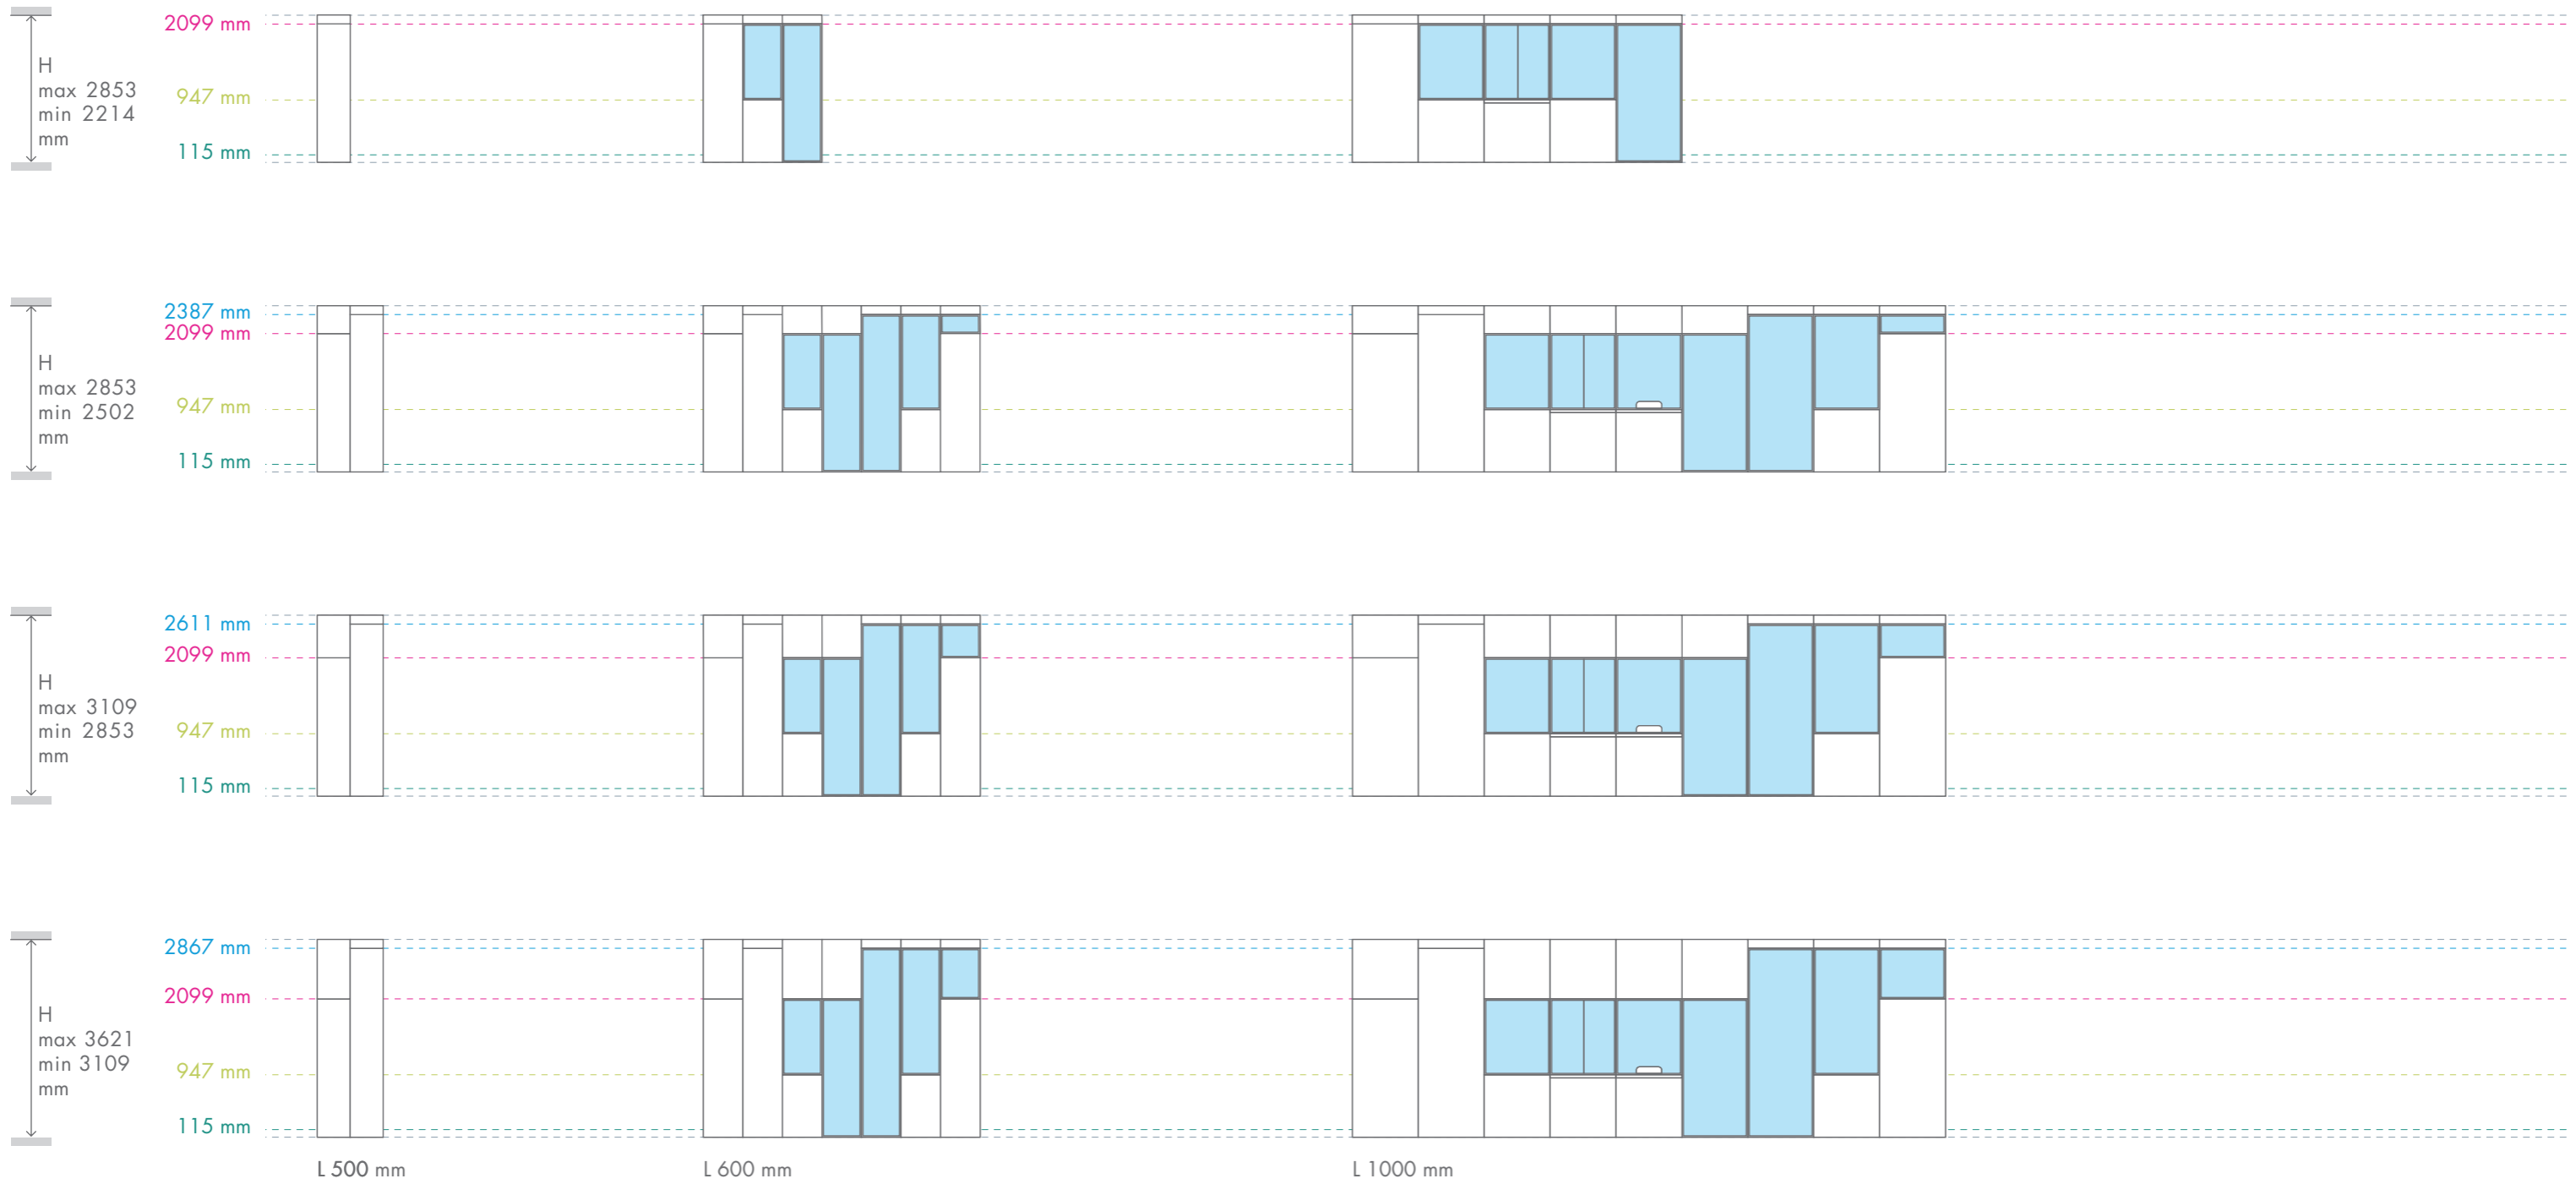 2099 mm
H
max 2853
min 2214
mm
947 mm
115 mm
2387 mm
2099 mm
H
max 2853
min 2502
mm
947 mm
115 mm
2611 mm
2099 mm
H
max 3109
min 2853
mm
947 mm
115 mm
2867 mm
2099 mm
H
max 3621
min 3109
mm
947 mm
115 mm
L 500 mm
L 600 mm
L 1000 mm